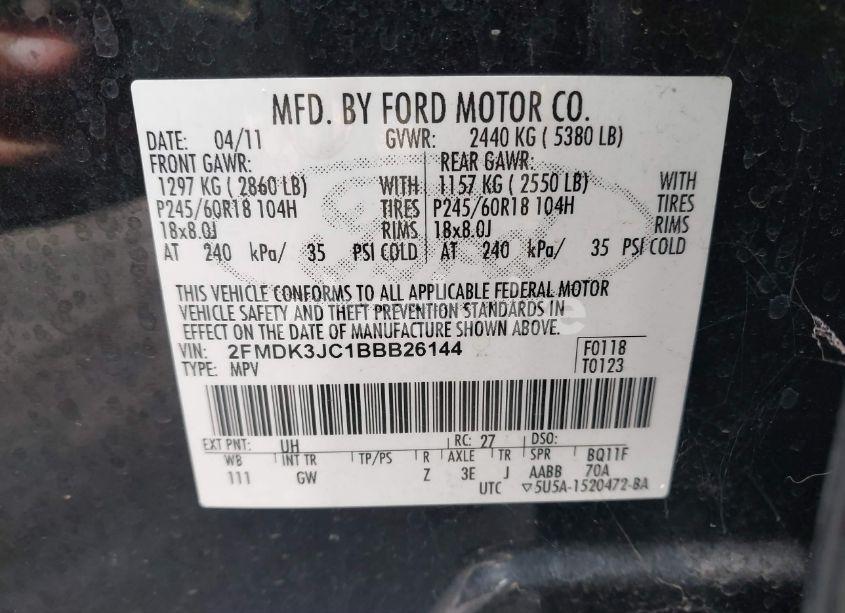 MFD. BY FORD MOTOR CO.
DATE: 04/11 GVWR: 2440 KG ( 5380 LB)
FRONT GAWR: REAR GAWR:
1297 KG ( 2860 LB) WITH 1157 KG ( 2550 LB) WITH
P245/60R18 104H TIRES P245/60R18 104H TIRES
18x8.0J RIMS 18x8.0J RIMS
AT 240 kPa/ 35 PSI COLD AT 240 kPa/ 35 PSI COLD
THIS VEHICLE CONFORMS TO ALL APPLICABLE FEDERAL MOTOR
VEHICLE SAFETY AND THEFT PREVENTION STANDARDS IN
EFFECT ON THE DATE OF MANUFACTURE SHOWN ABOVE.
VIN: 2FMDK3JC1BBB26144 F0118
TYPE: MPV T0123
EXT PNT: UH RC: 27 DSO:
WB INT TR TP/PS R AXLE TR SPR BQ11F
111 GW Z 3E J AABB 70A
UTC ▽5U5A-1520472-BA